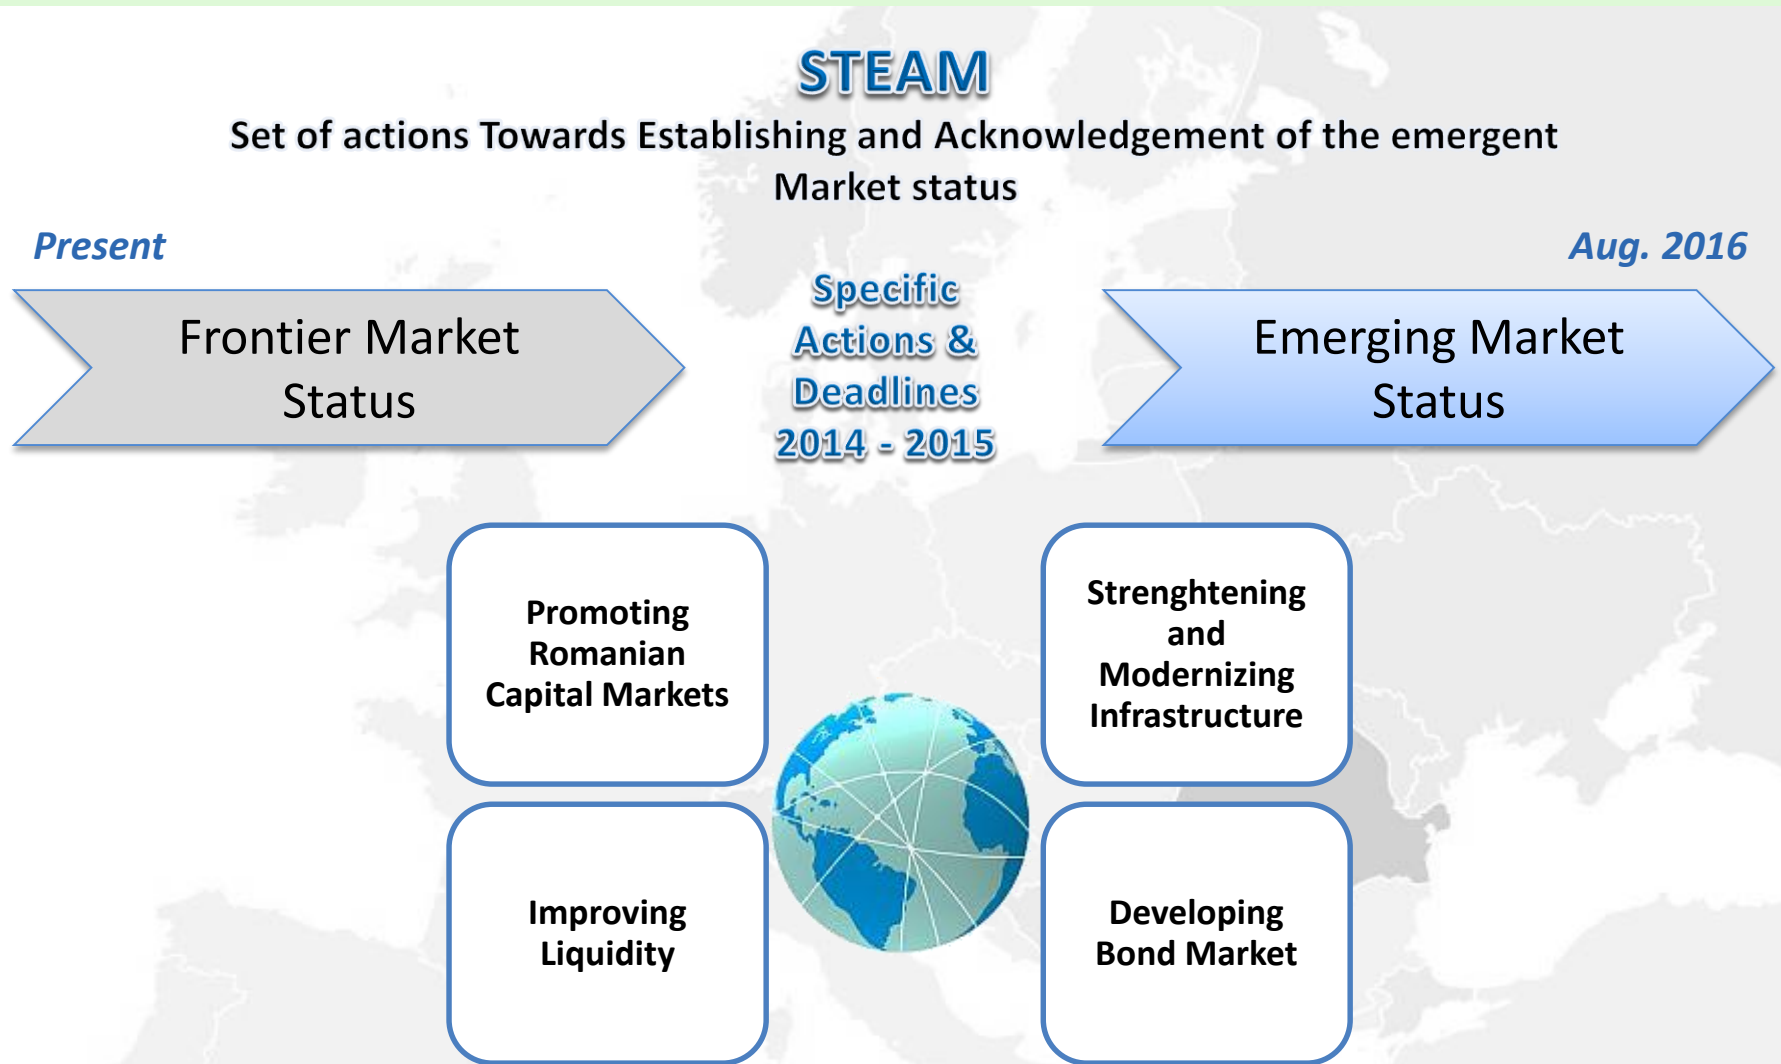 STEAM
Set of actions Towards Establishing and Acknowledgement of the emergent
Market status
Present
Aug. 2016
Frontier Market
Status
Specific
Actions &
Deadlines
2014 - 2015
Emerging Market
Status
Promoting
Romanian
Capital Markets
Strenghtening
and
Modernizing
Infrastructure
Improving
Liquidity
Developing
Bond Market